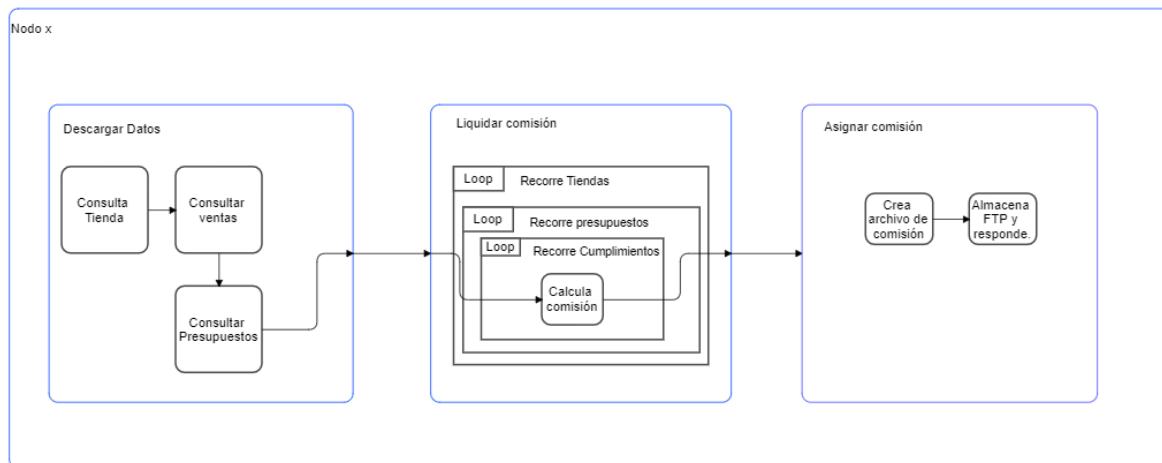 Nodo x
Descargar Datos
Consulta
Tienda
Consultar
ventas
Consultar
Presupuestos
Liquidar comisión
Loop
Recorre Tiendas
Loop
Recorre presupuestos
Loop
Recorre Cumplimientos
Calcula
comisión
Asignar comisión
Crea
archivo de
comisión
Almacena
FTP y
responde.